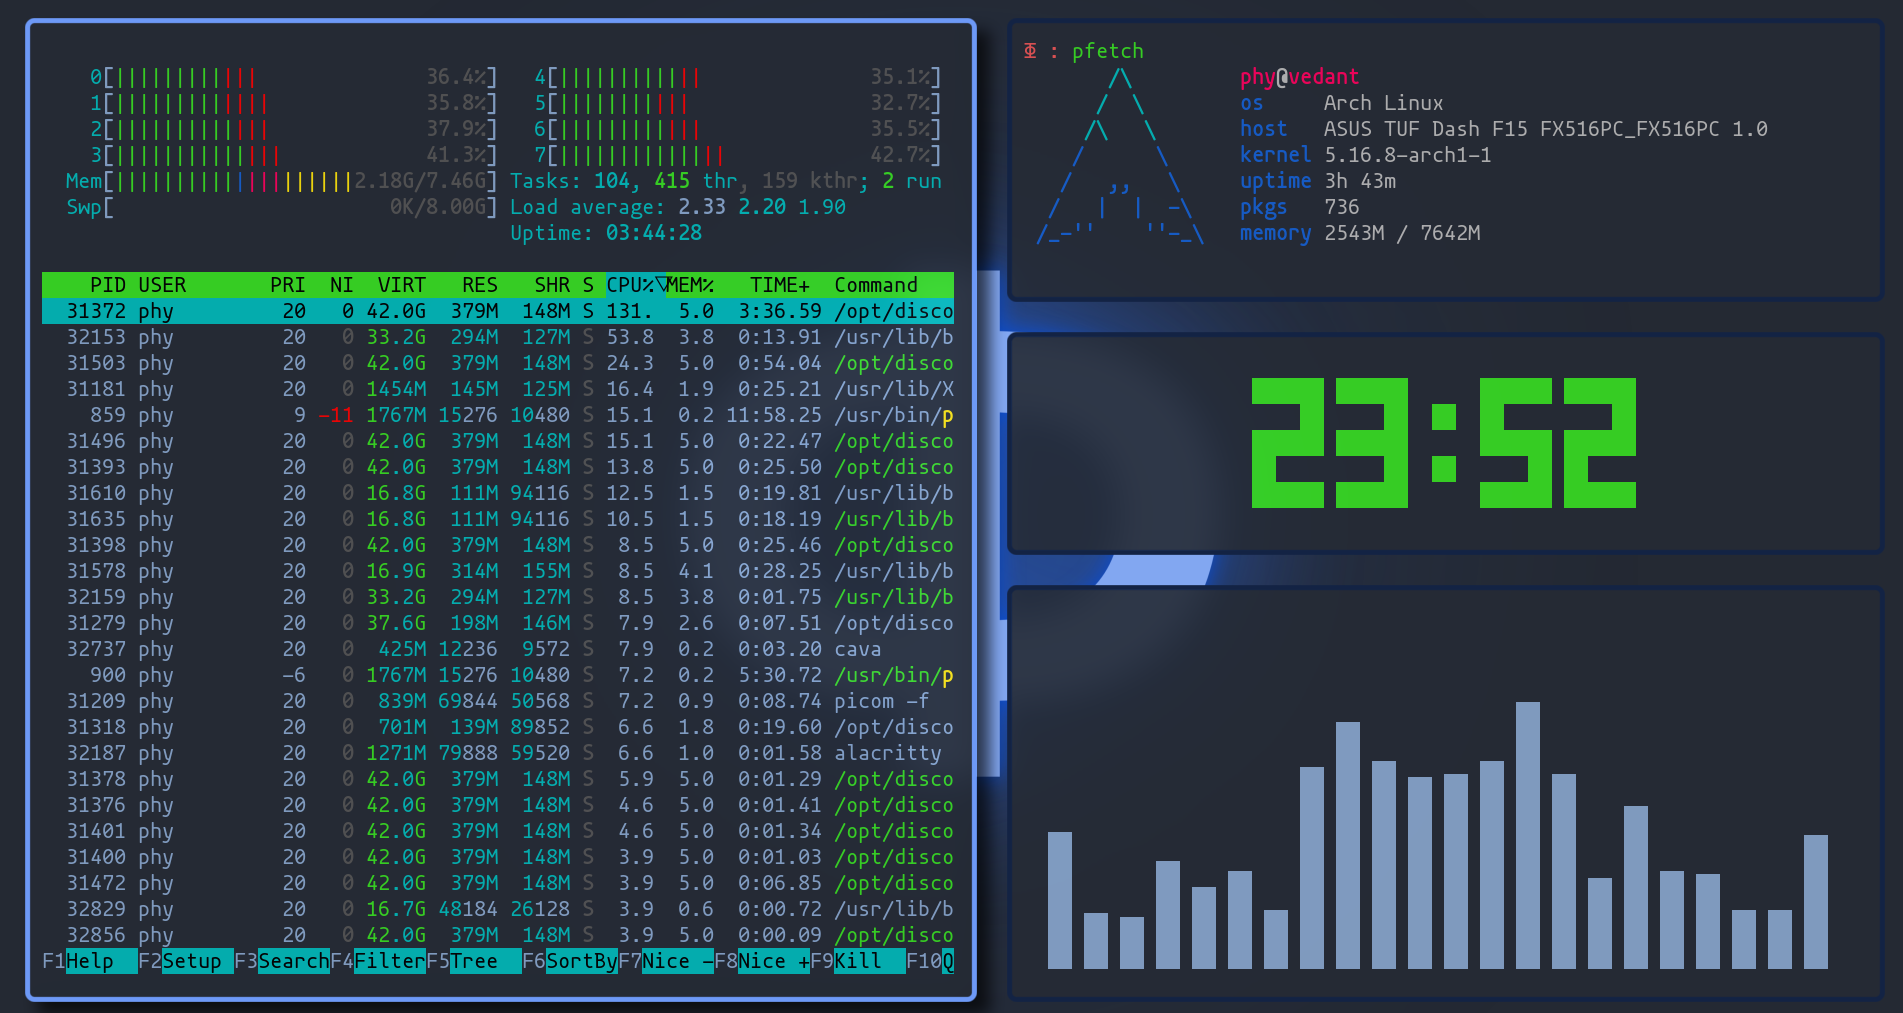 0[||||||||||||| 36.4%] 4[|||||||||||| 35.1%]
1[||||||||||||| 35.8%] 5[||||||||||| 32.7%]
2[||||||||||||| 37.9%] 6[|||||||||||| 35.5%]
3[|||||||||||||| 41.3%] 7[|||||||||||||| 42.7%]
Mem[||||||||||||||||||||2.18G/7.46G] Tasks: 104, 415 thr, 159 kthr; 2 run
Swp[ 0K/8.00G] Load average: 2.33 2.20 1.90
Uptime: 03:44:28
PID USER PRI NI VIRT RES SHR S CPU%▽MEM% TIME+ Command
31372 phy 20 0 42.0G 379M 148M S 131. 5.0 3:36.59 /opt/disco
32153 phy 20 0 33.2G 294M 127M S 53.8 3.8 0:13.91 /usr/lib/b
31503 phy 20 0 42.0G 379M 148M S 24.3 5.0 0:54.04 /opt/disco
31181 phy 20 0 1454M 145M 125M S 16.4 1.9 0:25.21 /usr/lib/X
859 phy 9 -11 1767M 15276 10480 S 15.1 0.2 11:58.25 /usr/bin/p
31496 phy 20 0 42.0G 379M 148M S 15.1 5.0 0:22.47 /opt/disco
31393 phy 20 0 42.0G 379M 148M S 13.8 5.0 0:25.50 /opt/disco
31610 phy 20 0 16.8G 111M 94116 S 12.5 1.5 0:19.81 /usr/lib/b
31635 phy 20 0 16.8G 111M 94116 S 10.5 1.5 0:18.19 /usr/lib/b
31398 phy 20 0 42.0G 379M 148M S 8.5 5.0 0:25.46 /opt/disco
31578 phy 20 0 16.9G 314M 155M S 8.5 4.1 0:28.25 /usr/lib/b
32159 phy 20 0 33.2G 294M 127M S 8.5 3.8 0:01.75 /usr/lib/b
31279 phy 20 0 37.6G 198M 146M S 7.9 2.6 0:07.51 /opt/disco
32737 phy 20 0 425M 12236 9572 S 7.9 0.2 0:03.20 cava
900 phy -6 0 1767M 15276 10480 S 7.2 0.2 5:30.72 /usr/bin/p
31209 phy 20 0 839M 69844 50568 S 7.2 0.9 0:08.74 picom -f
31318 phy 20 0 701M 139M 89852 S 6.6 1.8 0:19.60 /opt/disco
32187 phy 20 0 1271M 79888 59520 S 6.6 1.0 0:01.58 alacritty
31378 phy 20 0 42.0G 379M 148M S 5.9 5.0 0:01.29 /opt/disco
31376 phy 20 0 42.0G 379M 148M S 4.6 5.0 0:01.41 /opt/disco
31401 phy 20 0 42.0G 379M 148M S 4.6 5.0 0:01.34 /opt/disco
31400 phy 20 0 42.0G 379M 148M S 3.9 5.0 0:01.03 /opt/disco
31472 phy 20 0 42.0G 379M 148M S 3.9 5.0 0:06.85 /opt/disco
32829 phy 20 0 16.7G 48184 26128 S 3.9 0.6 0:00.72 /usr/lib/b
32856 phy 20 0 42.0G 379M 148M S 3.9 5.0 0:00.09 /opt/disco
F1Help F2Setup F3SearchF4FilterF5Tree F6SortByF7Nice -F8Nice +F9Kill F10Q
Φ : pfetch
phy@vedant
os Arch Linux
host ASUS TUF Dash F15 FX516PC_FX516PC 1.0
kernel 5.16.8-arch1-1
uptime 3h 43m
pkgs 736
memory 2543M / 7642M
23:52